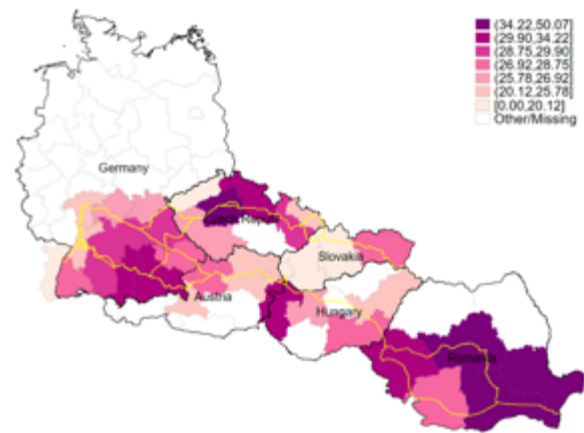 (34.22,50.07]
(29.90,34.22]
(28.75,29.90]
(26.92,28.75]
(25.78,26.92]
(20.12,25.78]
[0.00,20.12]
Other/Missing
Germany
Czech Republic
Slovakia
Austria
Hungary
Romania